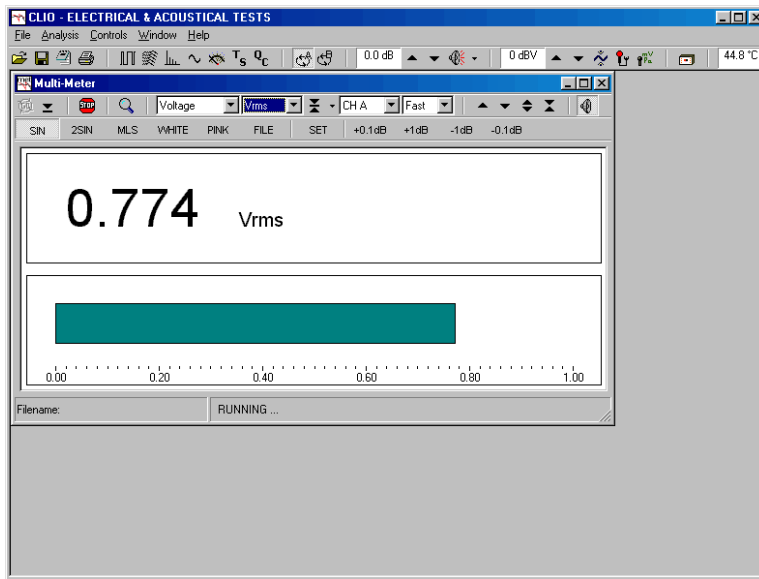 CLIO - ELECTRICAL & ACOUSTICAL TESTS
File Analysis Controls Window Help
TS QC A B 0.0 dB 0 dBV 44.8 °C
Multi-Meter
STOP Voltage Vrms CH A Fast
SIN 2SIN MLS WHITE PINK FILE SET +0.1dB +1dB -1dB -0.1dB
0.774 Vrms
0.00 0.20 0.40 0.60 0.80 1.00
Filename: RUNNING ...